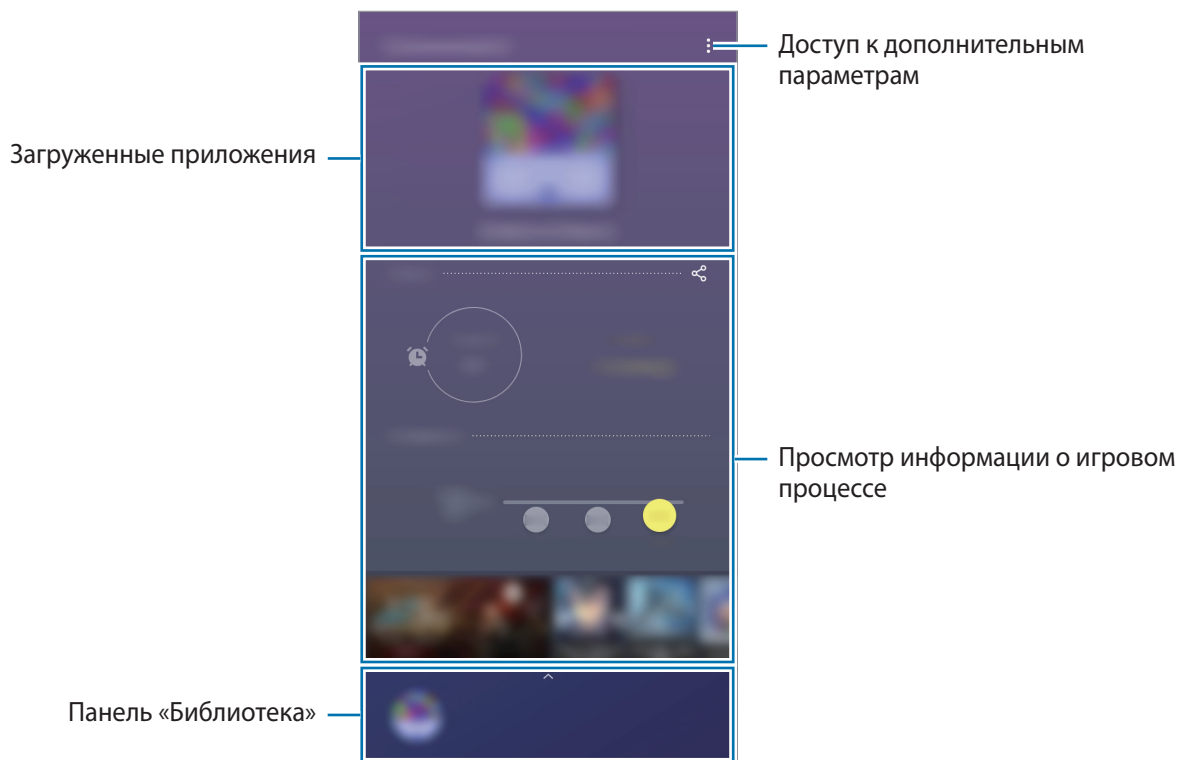 Доступ к дополнительным
параметрам
Загруженные приложения
Просмотр информации о игровом
процессе
Панель «Библиотека»